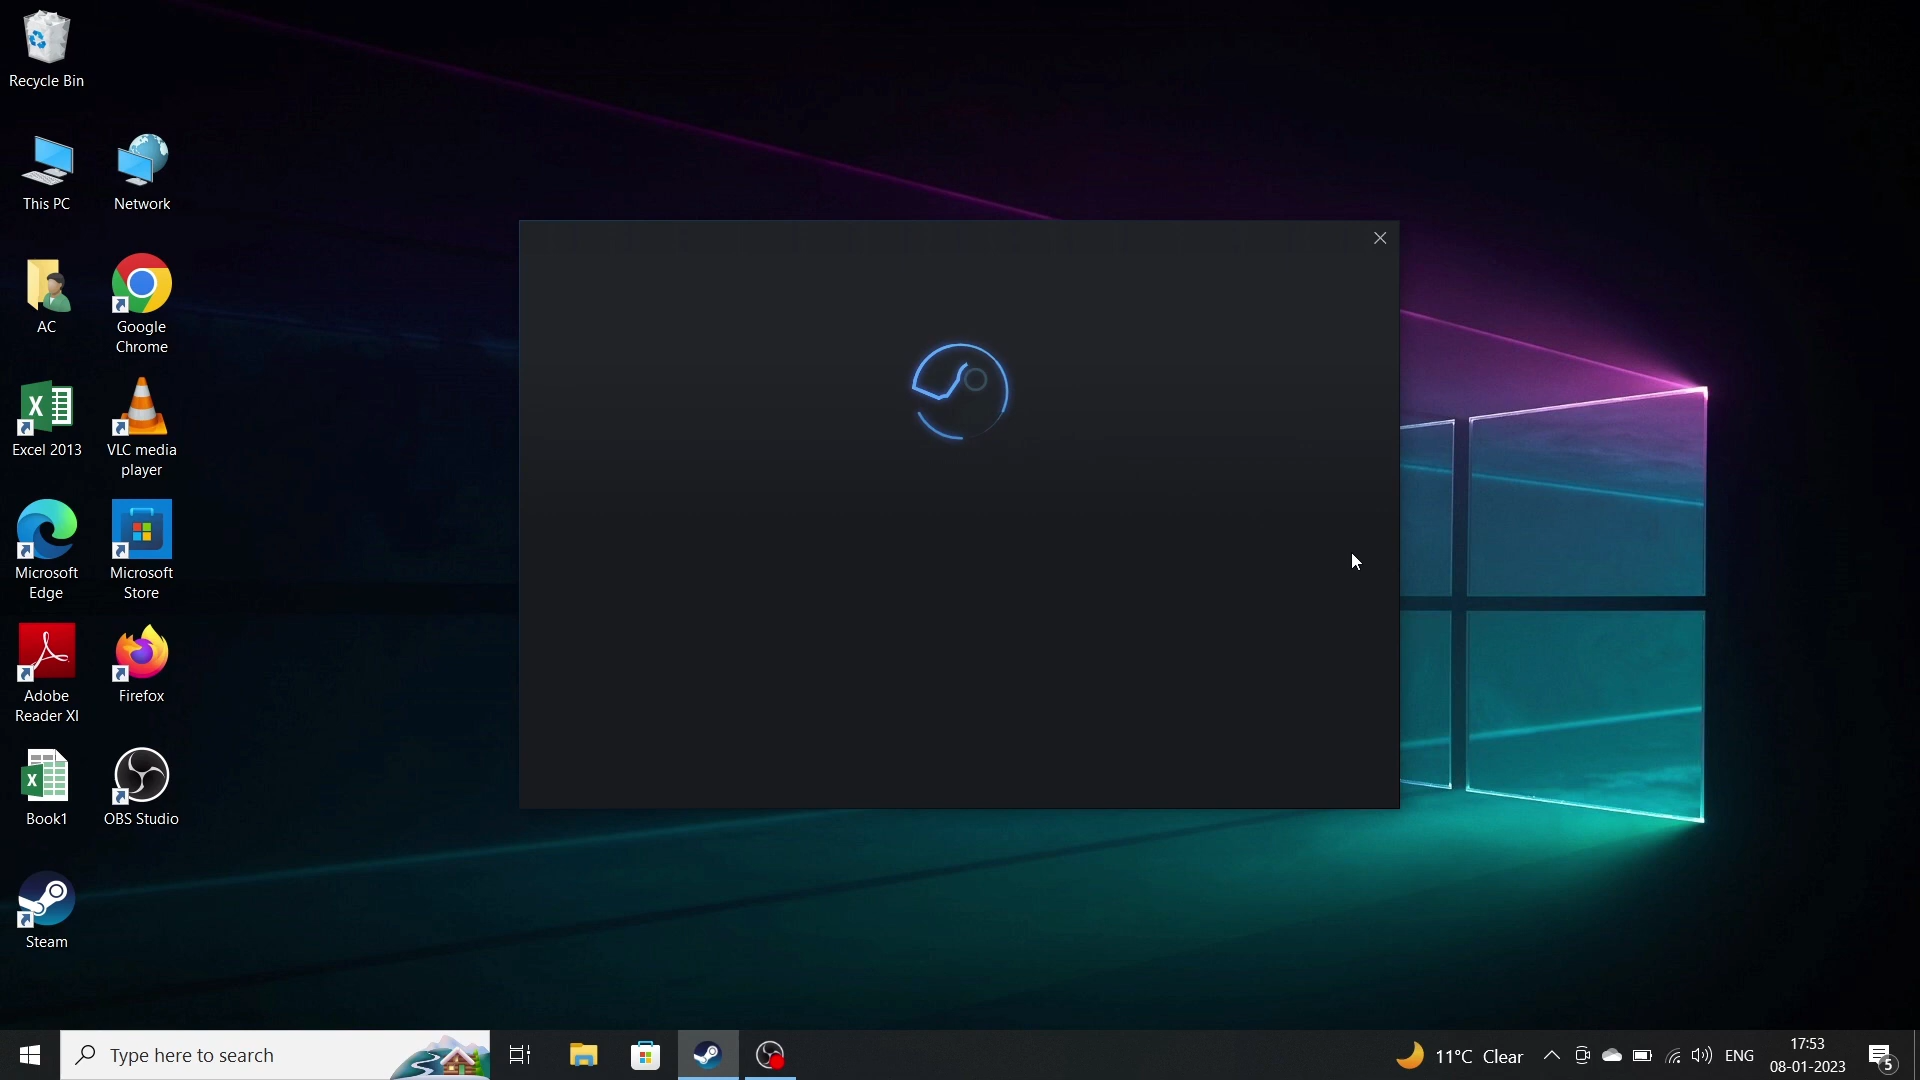 Recycle Bin
This PC
Network
AC
Google
Chrome
Excel 2013
VLC media
player
Microsoft
Edge
Microsoft
Store
Adobe
Reader XI
Firefox
Book1
OBS Studio
Steam
Type here to search
11°C Clear
ENG
17:53
08-01-2023
5